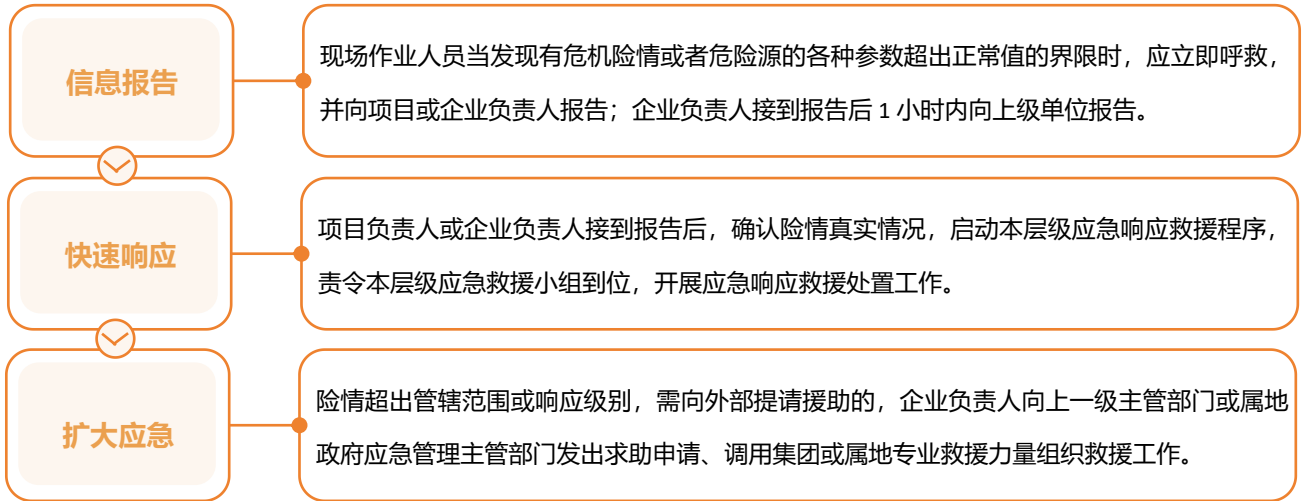 信息报告
现场作业人员当发现有危机险情或者危险源的各种参数超出正常值的界限时，应立即呼救，
并向项目或企业负责人报告；企业负责人接到报告后 1 小时内向上级单位报告。
快速响应
项目负责人或企业负责人接到报告后，确认险情真实情况，启动本层级应急响应救援程序，
责令本层级应急救援小组到位，开展应急响应救援处置工作。
扩大应急
险情超出管辖范围或响应级别，需向外部提请援助的，企业负责人向上一级主管部门或属地
政府应急管理主管部门发出求助申请、调用集团或属地专业救援力量组织救援工作。